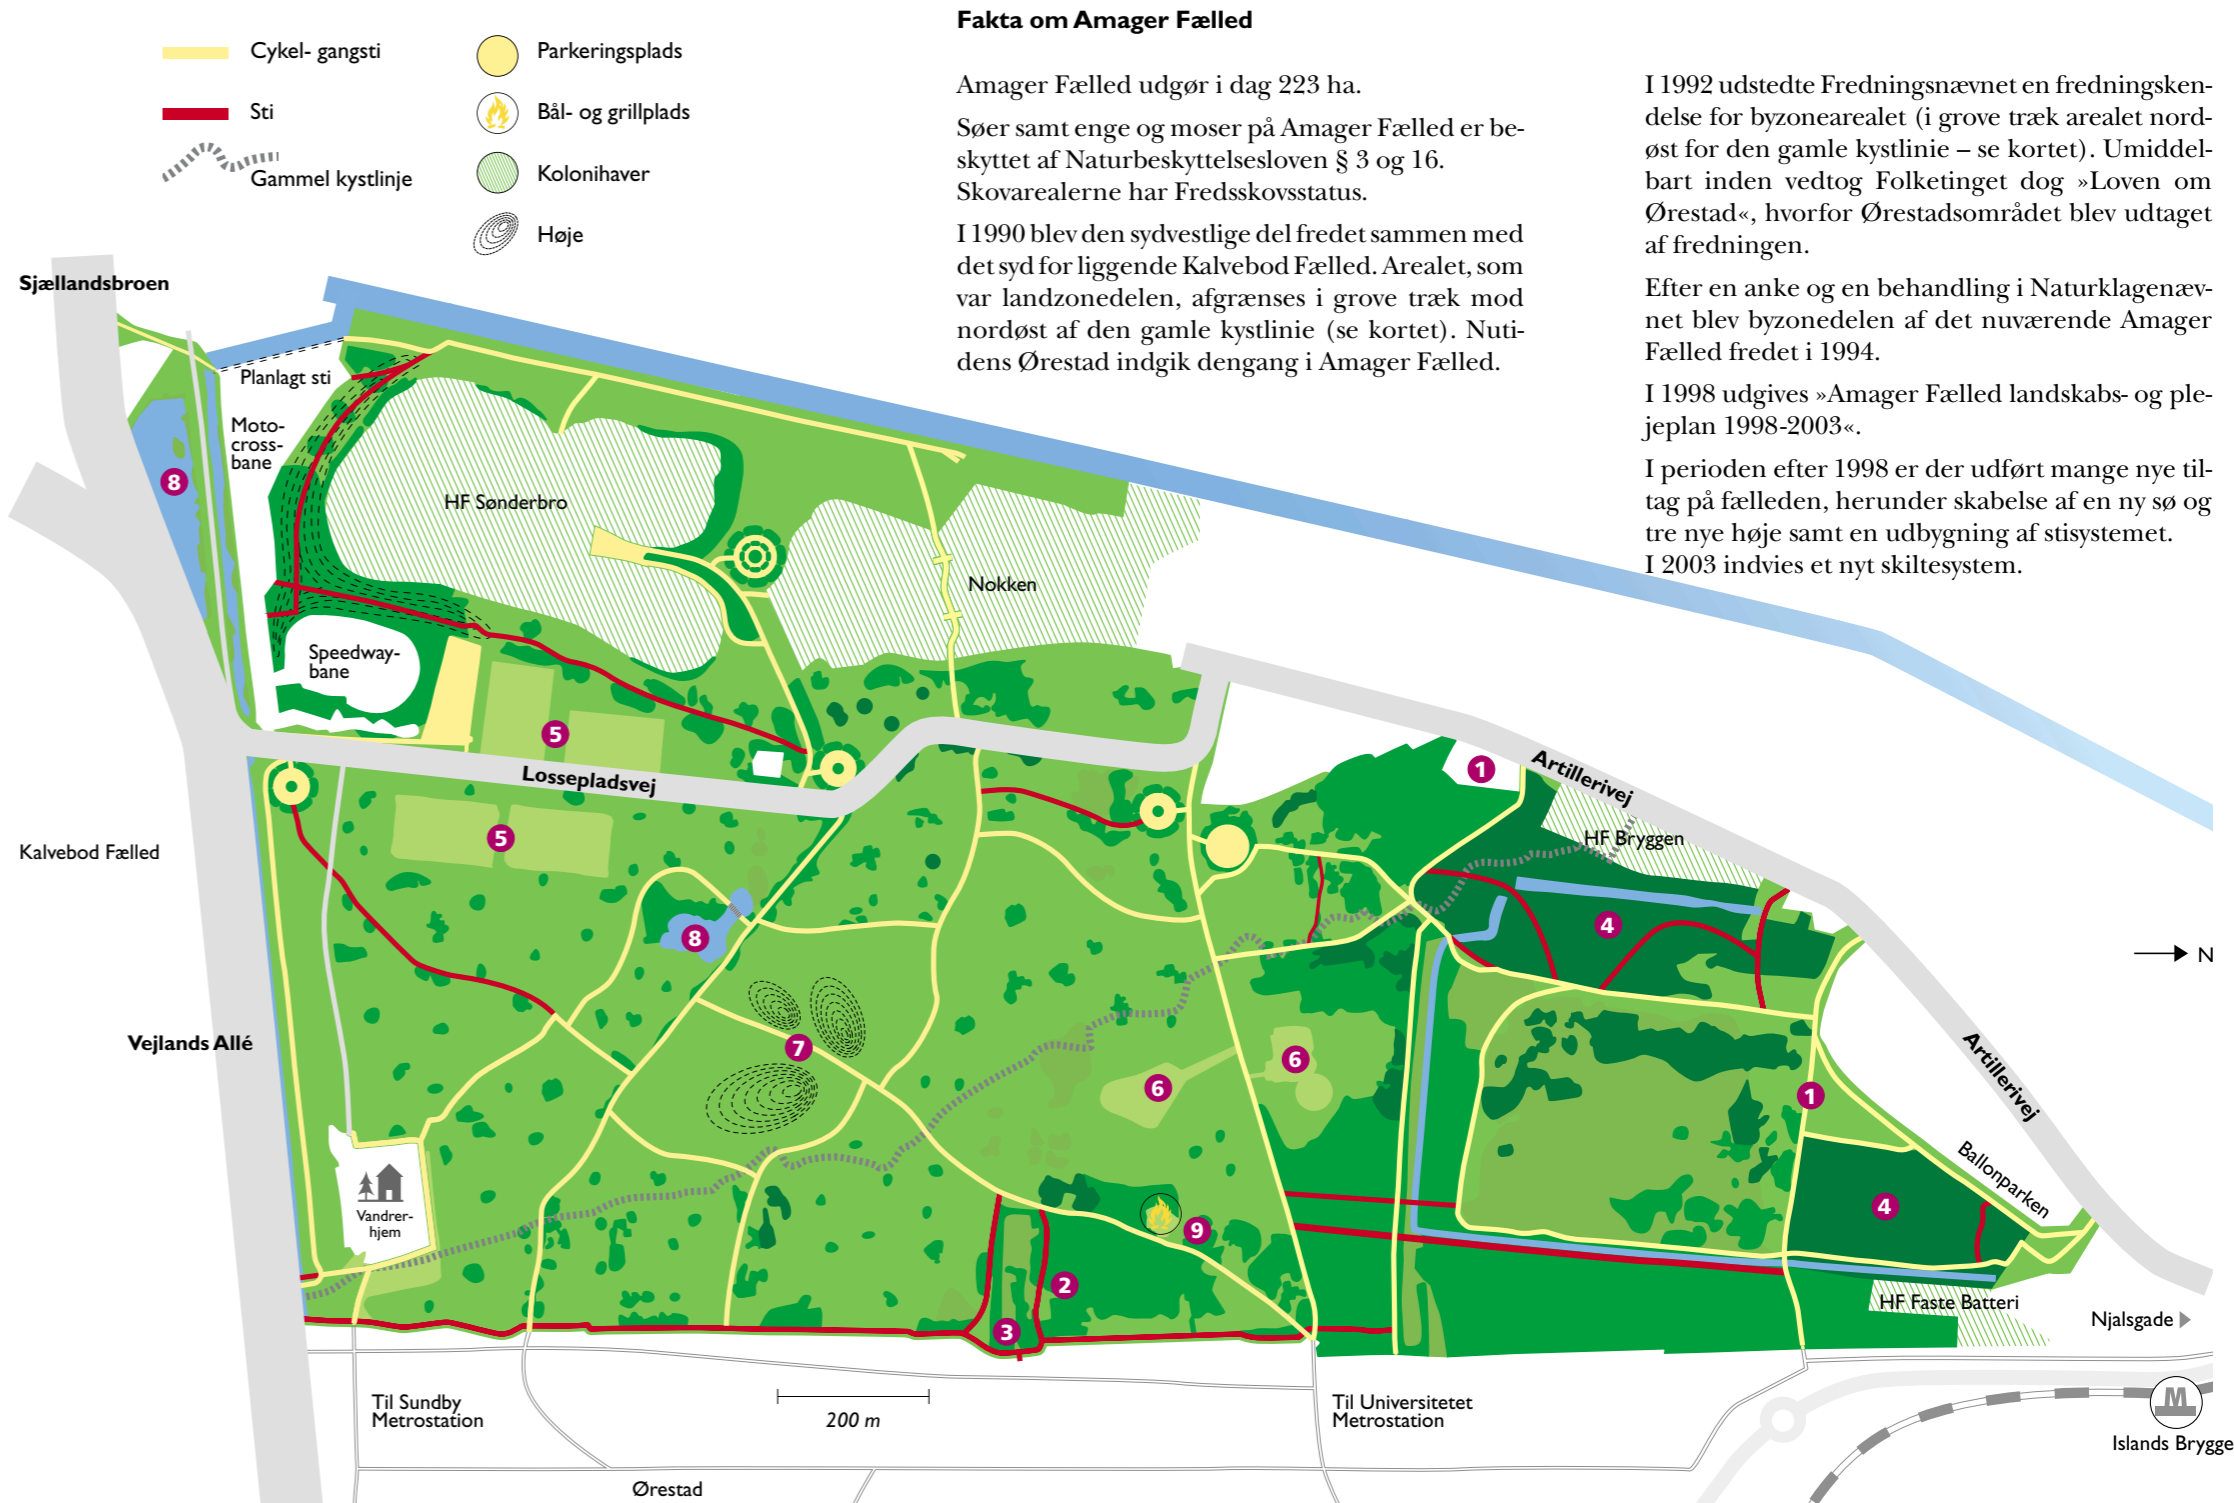 Cykel- gangsti
Sti
Gammel kystlinje
Parkeringsplads
Bål- og grillplads
Kolonihaver
Høje
Fakta om Amager Fælled
Amager Fælled udgør i dag 223 ha.
Søer samt enge og moser på Amager Fælled er be-
skyttet af Naturbeskyttelsesloven § 3 og 16.
Skovarealerne har Fredsskovsstatus.
I 1990 blev den sydvestlige del fredet sammen med
det syd for liggende Kalvebod Fælled. Arealet, som
var landzonedelen, afgrænses i grove træk mod
nordøst af den gamle kystlinie (se kortet). Nuti-
dens Ørestad indgik dengang i Amager Fælled.
I 1992 udstedte Fredningsnævnet en fredningsken-
delse for byzonearealet (i grove træk arealet nord-
øst for den gamle kystlinie – se kortet). Umiddel-
bart inden vedtog Folketinget dog »Loven om
Ørestad«, hvorfor Ørestadsområdet blev udtaget
af fredningen.
Efter en anke og en behandling i Naturklagenæv-
net blev byzonedelen af det nuværende Amager
Fælled fredet i 1994.
I 1998 udgives »Amager Fælled landskabs- og ple-
jeplan 1998-2003«.
I perioden efter 1998 er der udført mange nye til-
tag på fælleden, herunder skabelse af en ny sø og
tre nye høje samt en udbygning af stisystemet.
I 2003 indvies et nyt skiltesystem.
Sjællandsbroen
Planlagt sti
Moto-
cross-
bane
8
HF Sønderbro
Nokken
Speedway-
bane
5
Lossepladsvej
1
Artillerivej
HF Bryggen
Kalvebod Fælled
5
8
4
N
Vejlands Allé
7
6
6
1
Artillerivej
Ballonparken
Vandrer-
hjem
9
4
2
3
HF Faste Batteri
Njalsgade
Til Sundby
Metrostation
200 m
Til Universitetet
Metrostation
M
Islands Brygge
Ørestad